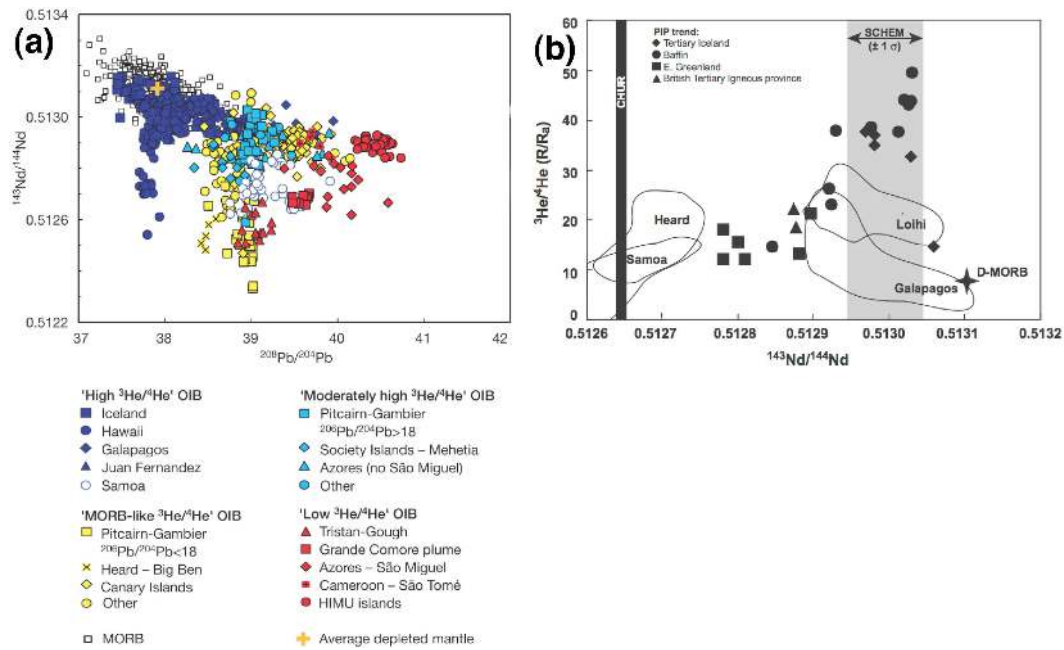 (a)
0.5134
0.5130
0.5126
0.5122
¹⁴³Nd/¹⁴⁴Nd
37 38 39 40 41 42
²⁰⁸Pb/²⁰⁴Pb
'High ³He/⁴He' OIB
Iceland
Hawaii
Galapagos
Juan Fernandez
Samoa
'Moderately high ³He/⁴He' OIB
Pitcairn-Gambier
²⁰⁶Pb/²⁰⁴Pb>18
Society Islands – Mehetia
Azores (no São Miguel)
Other
'MORB-like ³He/⁴He' OIB
Pitcairn-Gambier
²⁰⁶Pb/²⁰⁴Pb<18
Heard – Big Ben
Canary Islands
Other
'Low ³He/⁴He' OIB
Tristan-Gough
Grande Comore plume
Azores – São Miguel
Cameroon – São Tomé
HIMU islands
MORB
Average depleted mantle
(b)
60
50
40
30
20
10
0
³He/⁴He (R/Ra)
CHUR
PIP trend:
Tertiary Iceland
Baffin
E. Greenland
British Tertiary Igneous province
SCHEM
(± 1 σ)
Heard
Samoa
Loihi
D-MORB
Galapagos
0.5126 0.5127 0.5128 0.5129 0.5130 0.5131 0.5132
¹⁴³Nd/¹⁴⁴Nd